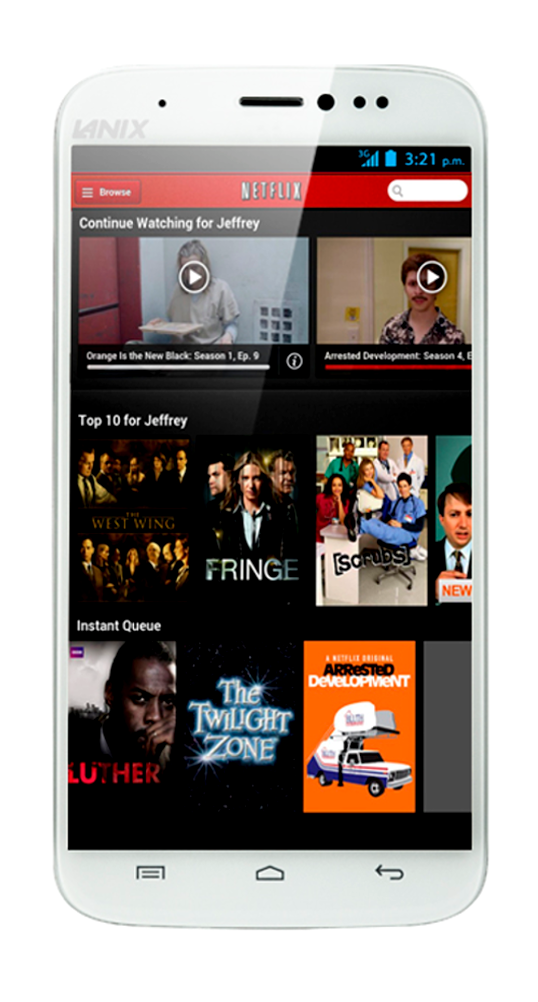 LANIX
3G 3:21 p.m.
Browse NETFLIX
Continue Watching for Jeffrey
Orange Is the New Black: Season 1, Ep. 9
Arrested Development: Season 4, E
Top 10 for Jeffrey
THE
WEST WING
FRINGE
[scrubs]
NEW
Instant Queue
BBC
LUTHER
The
TWILIGHT
ZONE
A NETFLIX ORIGINAL
ARReSTeD
DeVeLOPMeNT